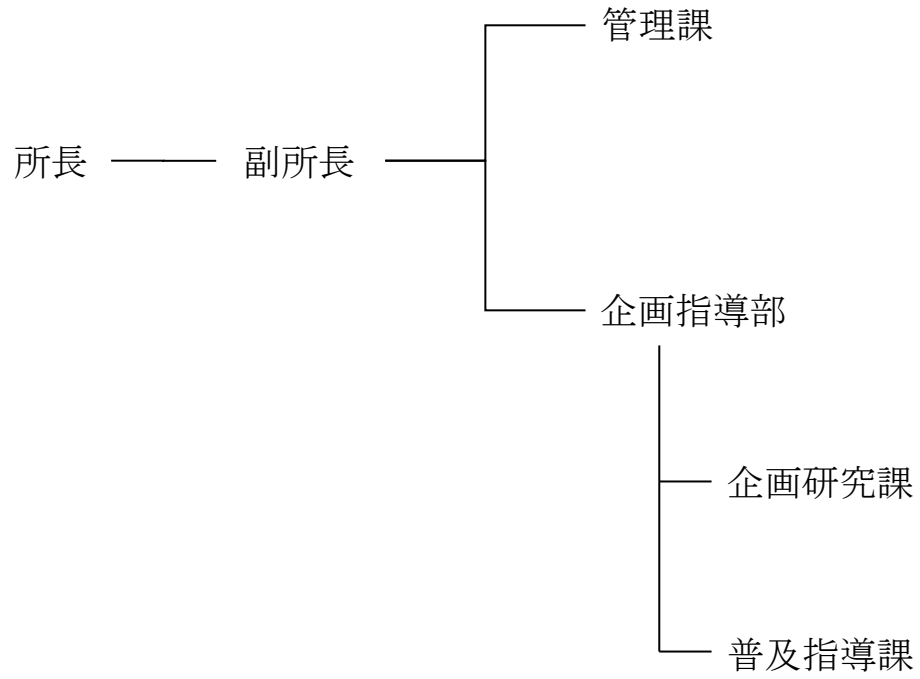 管理課
所長
副所長
企画指導部
企画研究課
普及指導課